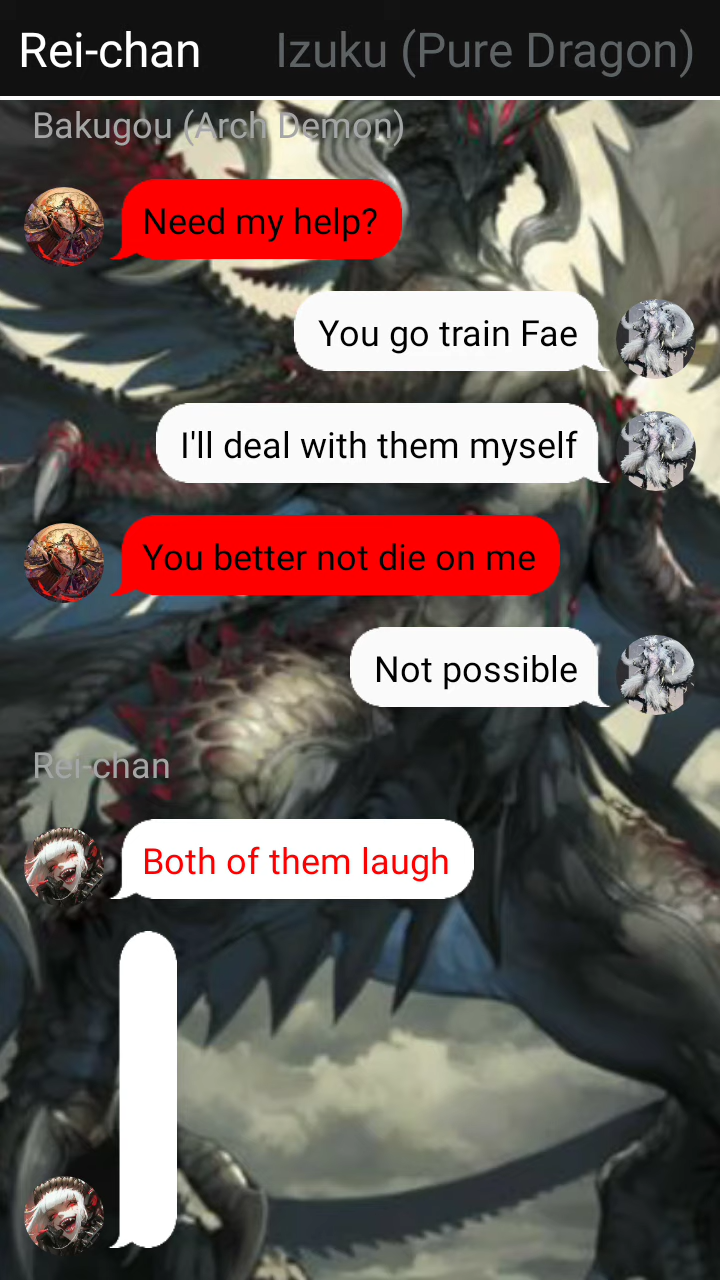 Rei-chan
Izuku (Pure Dragon)
Bakugou (Arch Demon)
Need my help?
You go train Fae
I'll deal with them myself
You better not die on me
Not possible
Rei-chan
Both of them laugh